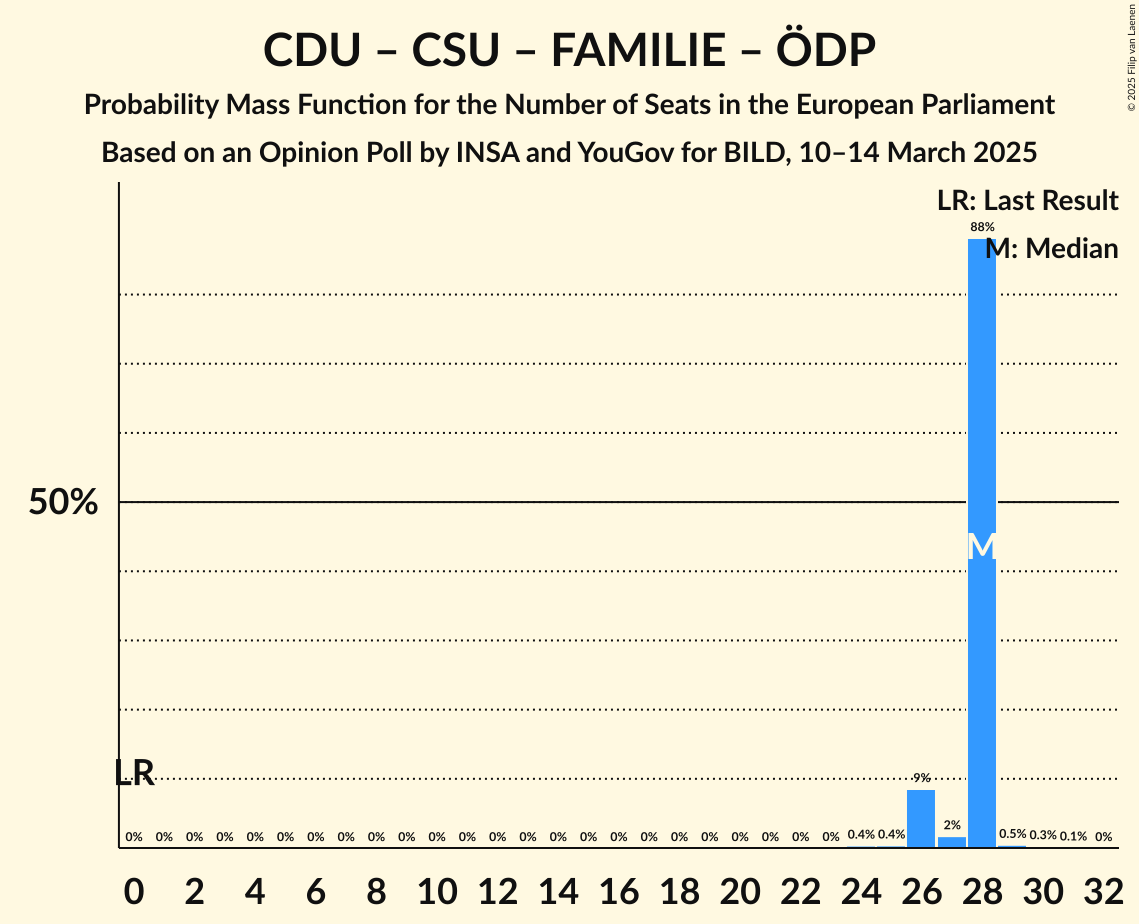 CDU – CSU – FAMILIE – ÖDP
Probability Mass Function for the Number of Seats in the European Parliament
Based on an Opinion Poll by INSA and YouGov for BILD, 10–14 March 2025
© 2025 Filip van Laenen
LR: Last Result
88%
M: Median
50%
M
LR
9%
2%
0% 0% 0% 0% 0% 0% 0% 0% 0% 0% 0% 0% 0% 0% 0% 0% 0% 0% 0% 0% 0% 0% 0% 0% 0.4% 0.4% 0.5% 0.3% 0.1% 0%
0 2 4 6 8 10 12 14 16 18 20 22 24 26 28 30 32